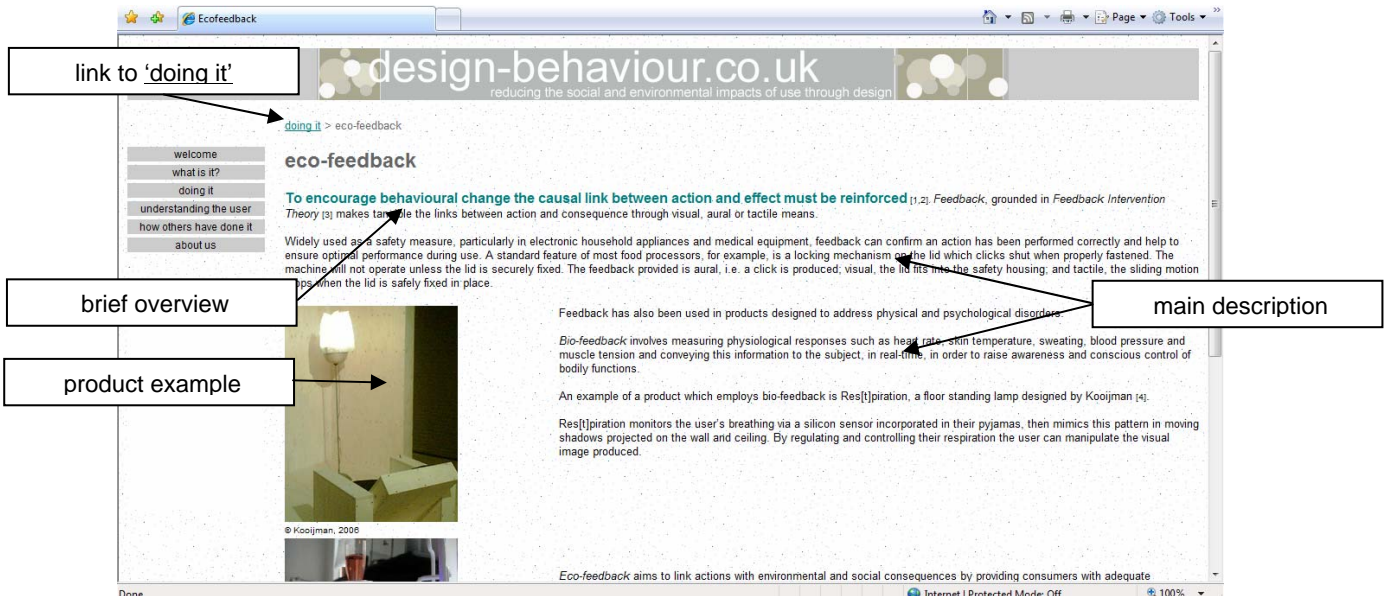 Ecofeedback
Page
Tools
link to 'doing it'
design-behaviour.co.uk
reducing the social and environmental impacts of use through design
doing it > eco-feedback
welcome
what is it?
doing it
understanding the user
how others have done it
about us
eco-feedback
To encourage behavioural change the causal link between action and effect must be reinforced [1,2]. Feedback, grounded in Feedback Intervention
Theory [3] makes the links between action and consequence through visual, aural or tactile means.
Widely used as a safety measure, particularly in electronic household appliances and medical equipment, feedback can confirm an action has been performed correctly and help to
ensure optimal performance during use. A standard feature of most food processors, for example, is a locking mechanism on the lid which clicks shut when properly fastened. The
machine will not operate unless the lid is securely fixed. The feedback provided is aural, i.e. a click is produced; visual, the lid fits into the safety housing; and tactile, the sliding motion
when the lid is safely fixed in place.
brief overview
main description
product example
Feedback has also been used in products designed to address physical and psychological disorders.
Bio-feedback involves measuring physiological responses such as heart rate, skin temperature, sweating, blood pressure and
muscle tension and conveying this information to the subject, in real-time, in order to raise awareness and conscious control of
bodily functions.
An example of a product which employs bio-feedback is Res[t]piration, a floor standing lamp designed by Kooijman [4].
Res[t]piration monitors the user's breathing via a silicon sensor incorporated in their pyjamas, then mimics this pattern in moving
shadows projected on the wall and ceiling. By regulating and controlling their respiration the user can manipulate the visual
image produced.
© Kooijman, 2006
Eco-feedback aims to link actions with environmental and social consequences by providing consumers with adequate
Done
Internet | Protected Mode: Off
100%